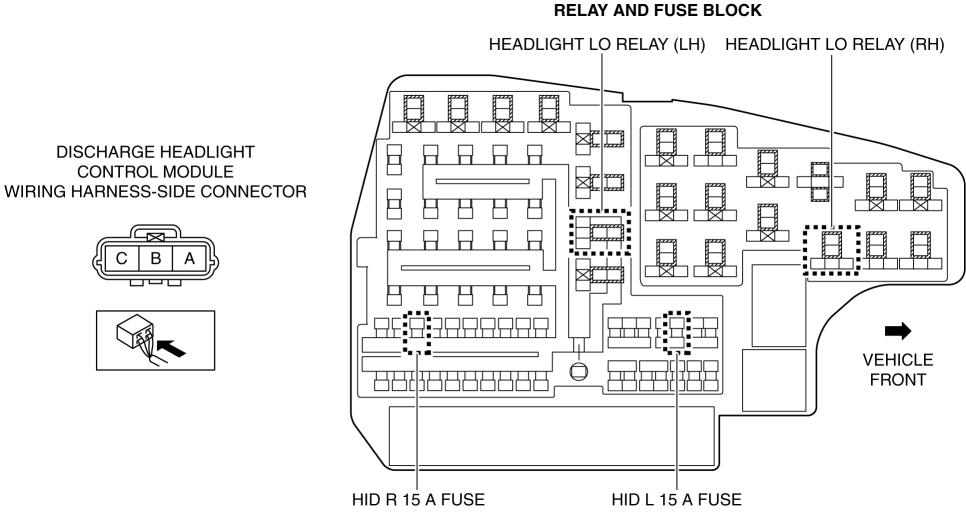 RELAY AND FUSE BLOCK
HEADLIGHT LO RELAY (LH)
HEADLIGHT LO RELAY (RH)
DISCHARGE HEADLIGHT
CONTROL MODULE
WIRING HARNESS-SIDE CONNECTOR
C B A
VEHICLE
FRONT
HID R 15 A FUSE
HID L 15 A FUSE